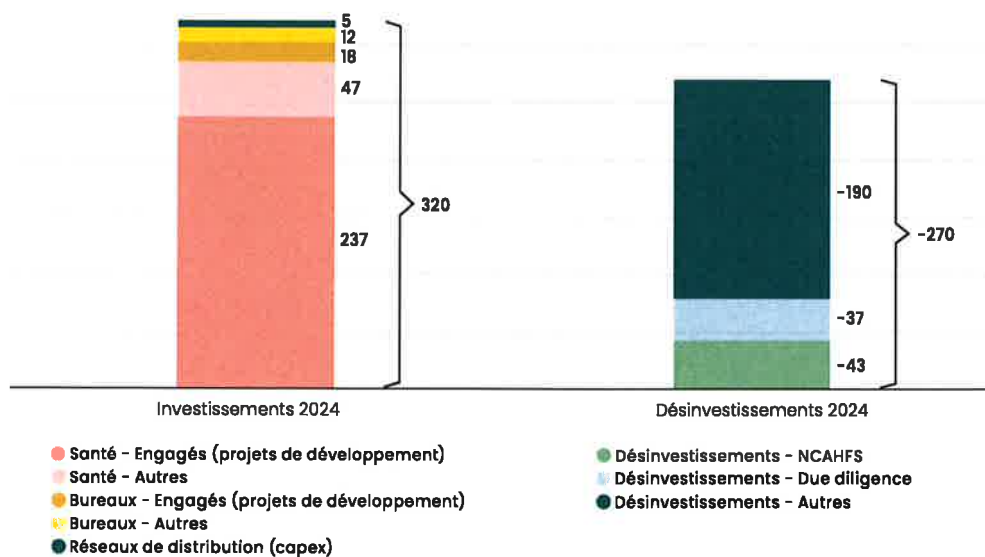 5
12
18
47
237
320
-190
-37
-43
-270
Investissements 2024
Désinvestissements 2024
Santé - Engagés (projets de développement)
Santé - Autres
Bureaux - Engagés (projets de développement)
Bureaux - Autres
Réseaux de distribution (capex)
Désinvestissements - NCAHFS
Désinvestissements - Due diligence
Désinvestissements - Autres